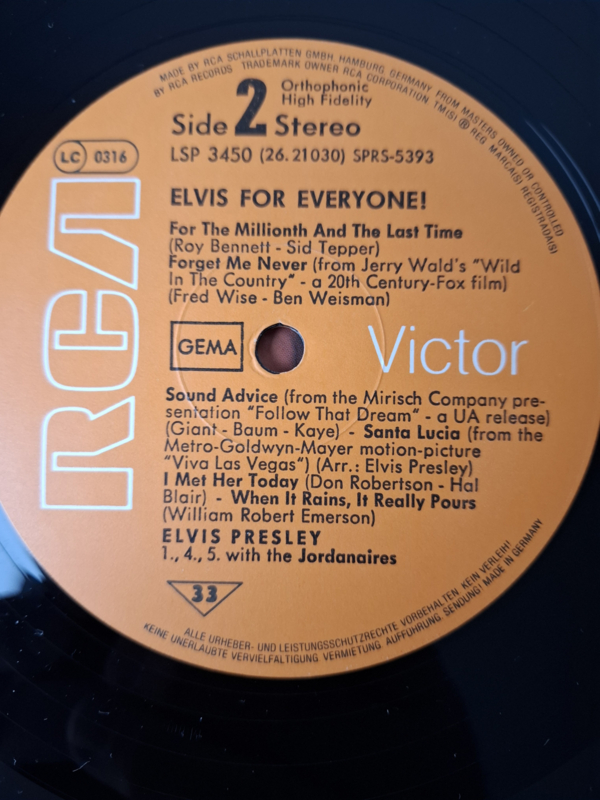 MADE BY RCA SCHALLPLATTEN GMBH, HAMBURG, GERMANY FROM MASTERS OWNED OR CONTROLLED
BY RCA RECORDS TRADEMARK OWNER RCA CORPORATION TM(S) ® REG. MARCA(S) REGISTRADA(S)
Side 2 Stereo
Orthophonic
High Fidelity
LC 0316
LSP 3450 (26.21030) SPRS-5393
ELVIS FOR EVERYONE!
For The Millionth And The Last Time
(Roy Bennett - Sid Tepper)
Forget Me Never (from Jerry Wald's "Wild
In The Country" - a 20th Century-Fox film)
(Fred Wise - Ben Weisman)
RCA
GEMA
Victor
Sound Advice (from the Mirisch Company pre-
sentation "Follow That Dream" - a UA release)
(Giant - Baum - Kaye) - Santa Lucia (from the
Metro-Goldwyn-Mayer motion-picture
"Viva Las Vegas") (Arr.: Elvis Presley)
I Met Her Today (Don Robertson - Hal
Blair) - When It Rains, It Really Pours
(William Robert Emerson)
ELVIS PRESLEY
1., 4., 5. with the Jordanaires
33
ALLE URHEBER- UND LEISTUNGSSCHUTZRECHTE VORBEHALTEN. KEIN VERLEIH!
KEINE UNERLAUBTE VERVIELFÄLTIGUNG, VERMIETUNG, AUFFÜHRUNG, SENDUNG! MADE IN GERMANY